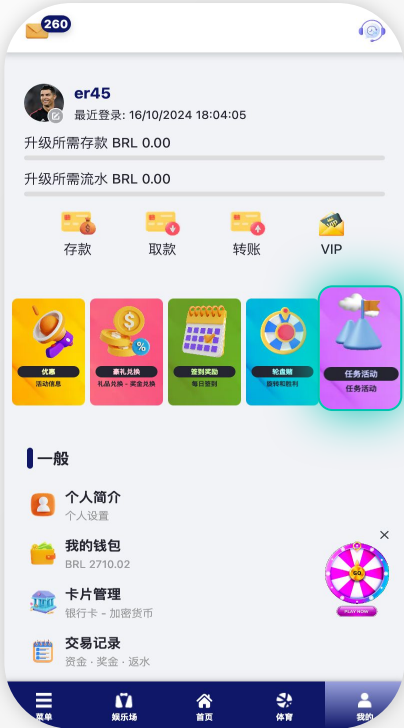 260
er45
最近登录: 16/10/2024 18:04:05
升级所需存款 BRL 0.00
升级所需流水 BRL 0.00
存款 取款 转账 VIP
优惠 豪礼兑换 签到奖励 轮盘赌 任务活动
活动信息 礼品兑换 - 奖金兑换 每日签到 旋转和胜利 任务活动
一般
个人简介
个人设置
我的钱包
BRL 2710.02
卡片管理
银行卡 - 加密货币
GO
PLAY NOW
交易记录
资金 · 奖金 · 返水
菜单 娱乐场 首页 体育 我的